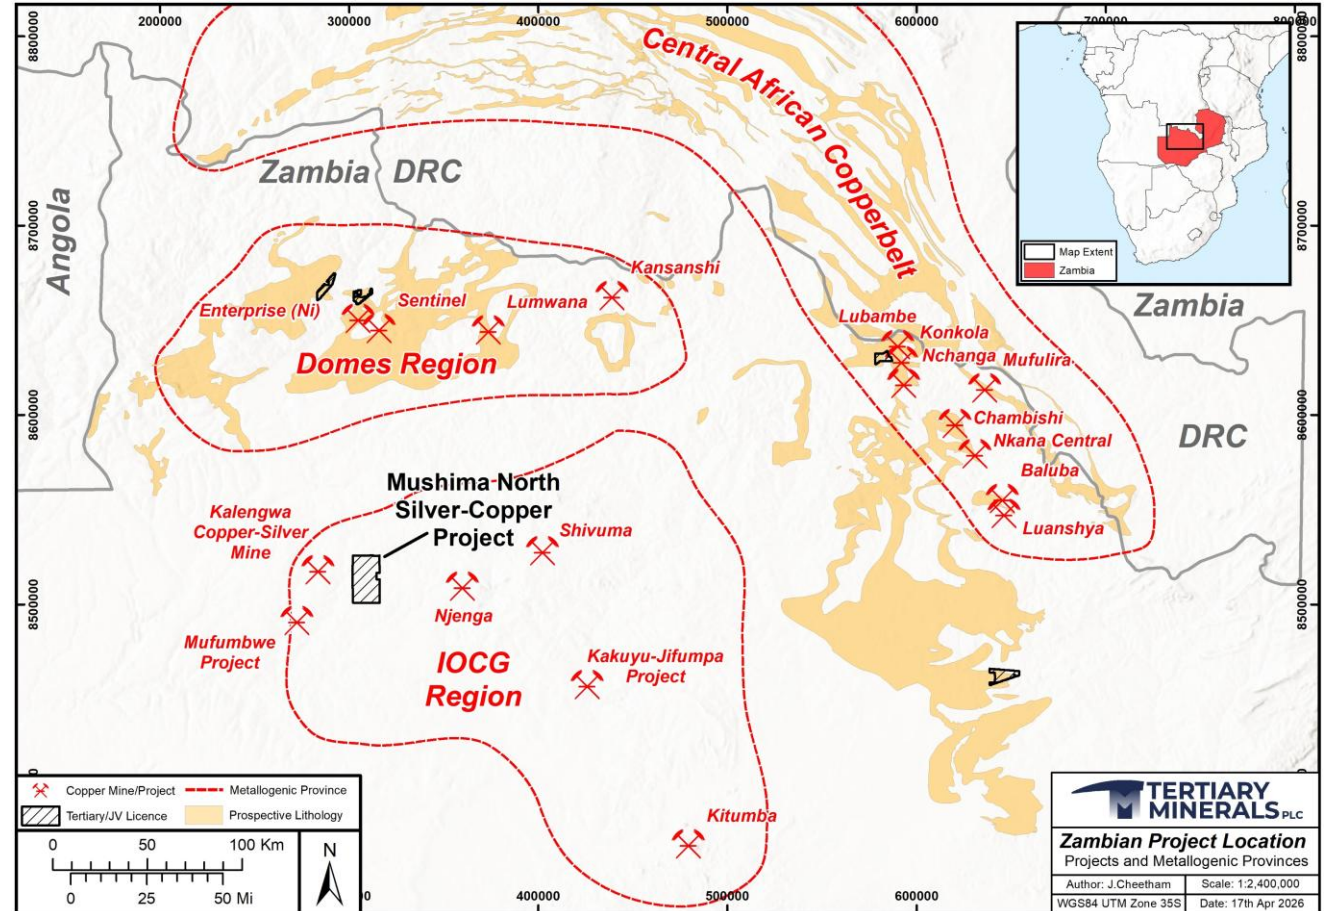 200000
300000
400000
500000
600000
700000
800000
8800000
8700000
8600000
8500000
8800000
8700000
8600000
8500000
Central African Copperbelt
Zambia
DRC
Angola
Map Extent
Zambia
Zambia
DRC
Kansanshi
Lumwana
Sentinel
Enterprise (Ni)
Domes Region
Lubambe
Konkola
Nchanga
Mufulira
Chambishi
Nkana Central
Baluba
Luanshya
Mushima North
Silver-Copper
Project
Kalengwa
Copper-Silver
Mine
Shivuma
Njenga
Mufumbwe
Project
IOCG
Region
Kakuyu-Jifumpa
Project
Kitumba
Copper Mine/Project
Metallogenic Province
Tertiary/JV Licence
Prospective Lithology
0 50 100 Km
0 25 50 Mi
N
400000
500000
600000
TERTIARY
MINERALS PLC
Zambian Project Location
Projects and Metallogenic Provinces
Author: J.Cheetham
Scale: 1:2,400,000
WGS84 UTM Zone 35S
Date: 17th Apr 2026